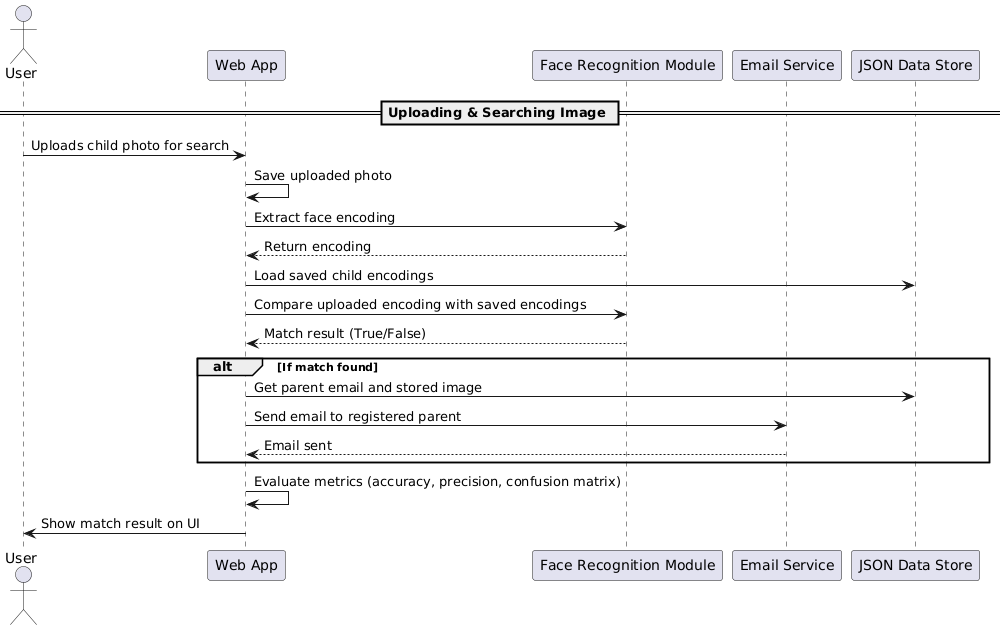 User
Web App
Face Recognition Module
Email Service
JSON Data Store
Uploading & Searching Image
Uploads child photo for search
Save uploaded photo
Extract face encoding
Return encoding
Load saved child encodings
Compare uploaded encoding with saved encodings
Match result (True/False)
alt [If match found]
Get parent email and stored image
Send email to registered parent
Email sent
Evaluate metrics (accuracy, precision, confusion matrix)
Show match result on UI
User
Web App
Face Recognition Module
Email Service
JSON Data Store